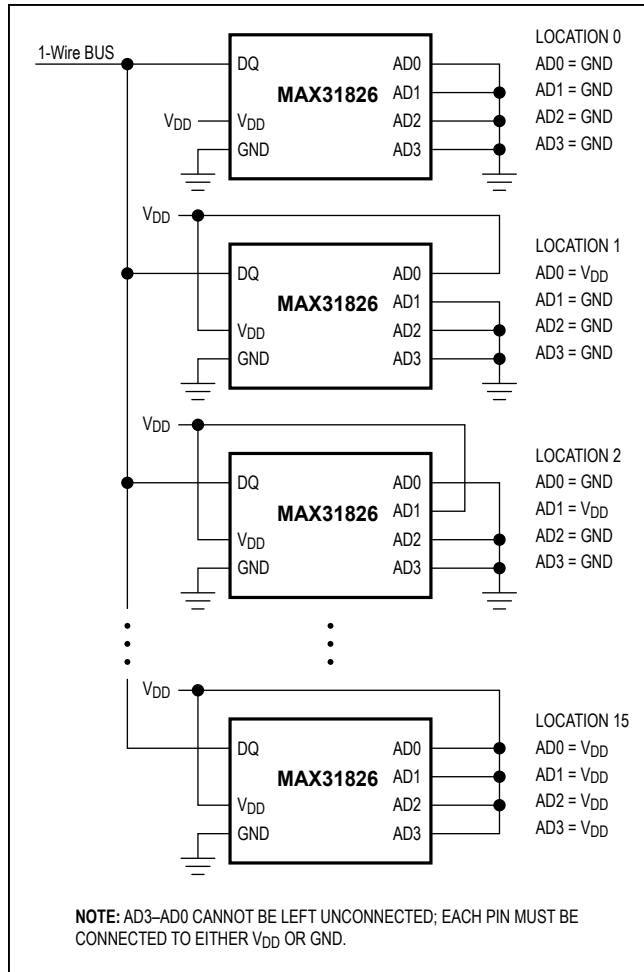 1-Wire BUS
DQ
VDD
VDD
GND
MAX31826
AD0
AD1
AD2
AD3
LOCATION 0
AD0 = GND
AD1 = GND
AD2 = GND
AD3 = GND
VDD
DQ
VDD
GND
MAX31826
AD0
AD1
AD2
AD3
LOCATION 1
AD0 = VDD
AD1 = GND
AD2 = GND
AD3 = GND
VDD
DQ
VDD
GND
MAX31826
AD0
AD1
AD2
AD3
LOCATION 2
AD0 = GND
AD1 = VDD
AD2 = GND
AD3 = GND
VDD
DQ
VDD
GND
MAX31826
AD0
AD1
AD2
AD3
LOCATION 15
AD0 = VDD
AD1 = VDD
AD2 = VDD
AD3 = VDD
NOTE: AD3–AD0 CANNOT BE LEFT UNCONNECTED; EACH PIN MUST BE
CONNECTED TO EITHER VDD OR GND.